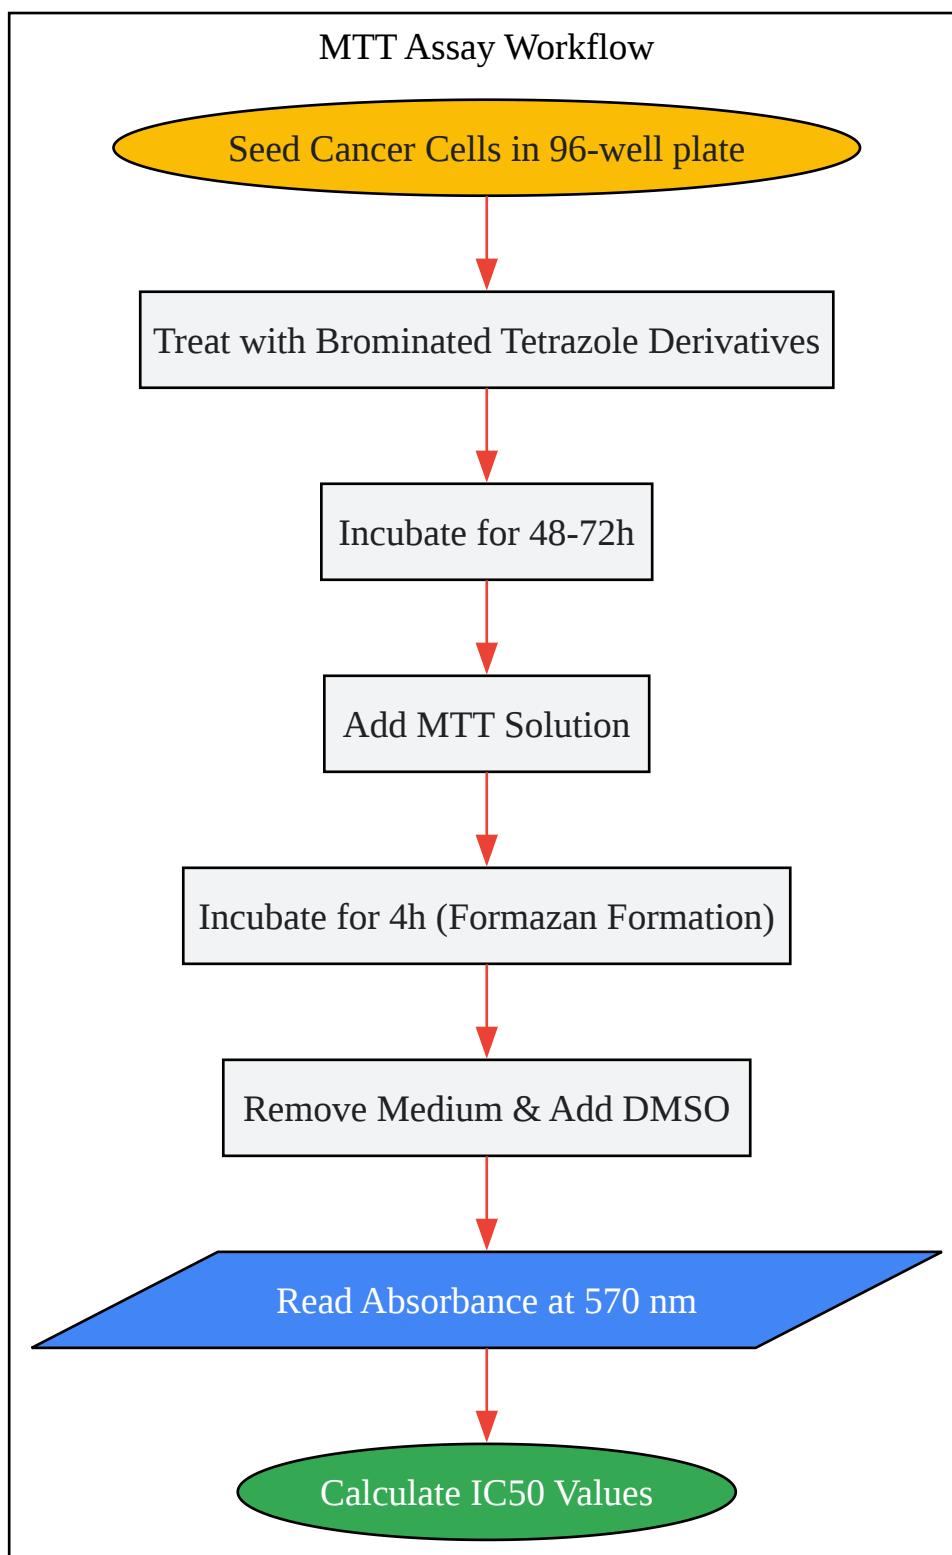 MTT Assay Workflow
Seed Cancer Cells in 96-well plate
Treat with Brominated Tetrazole Derivatives
Incubate for 48-72h
Add MTT Solution
Incubate for 4h (Formazan Formation)
Remove Medium & Add DMSO
Read Absorbance at 570 nm
Calculate IC50 Values